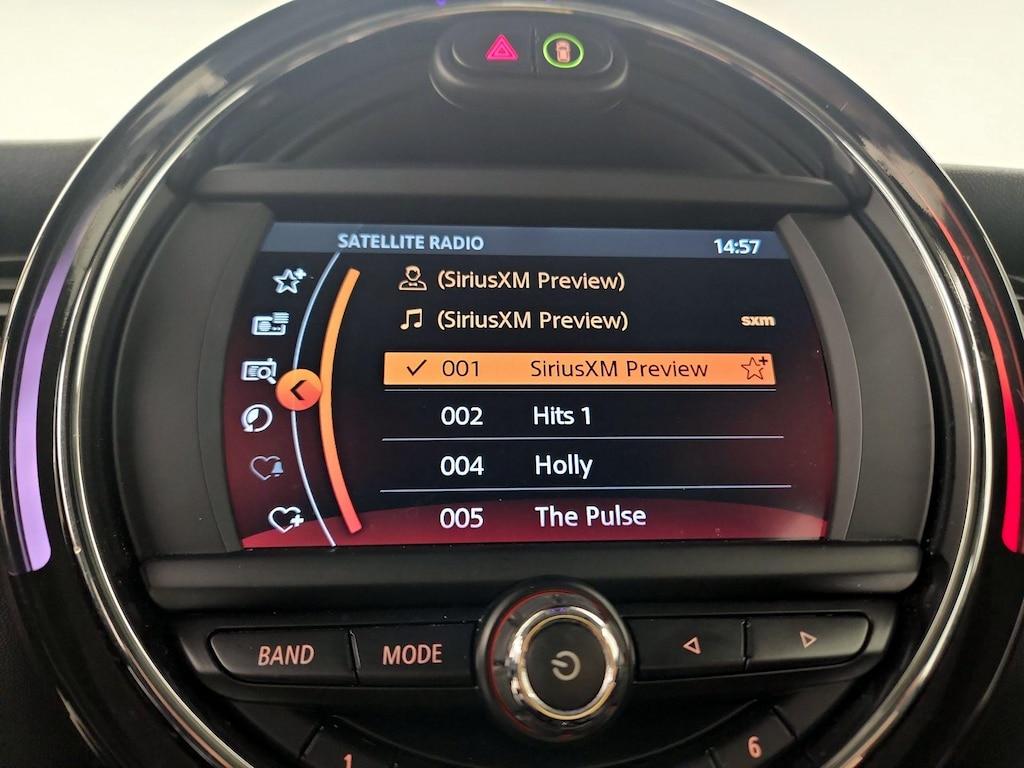 SATELLITE RADIO 14:57
(SiriusXM Preview)
(SiriusXM Preview) sxm
001 SiriusXM Preview
002 Hits 1
004 Holly
005 The Pulse
BAND MODE
1 6